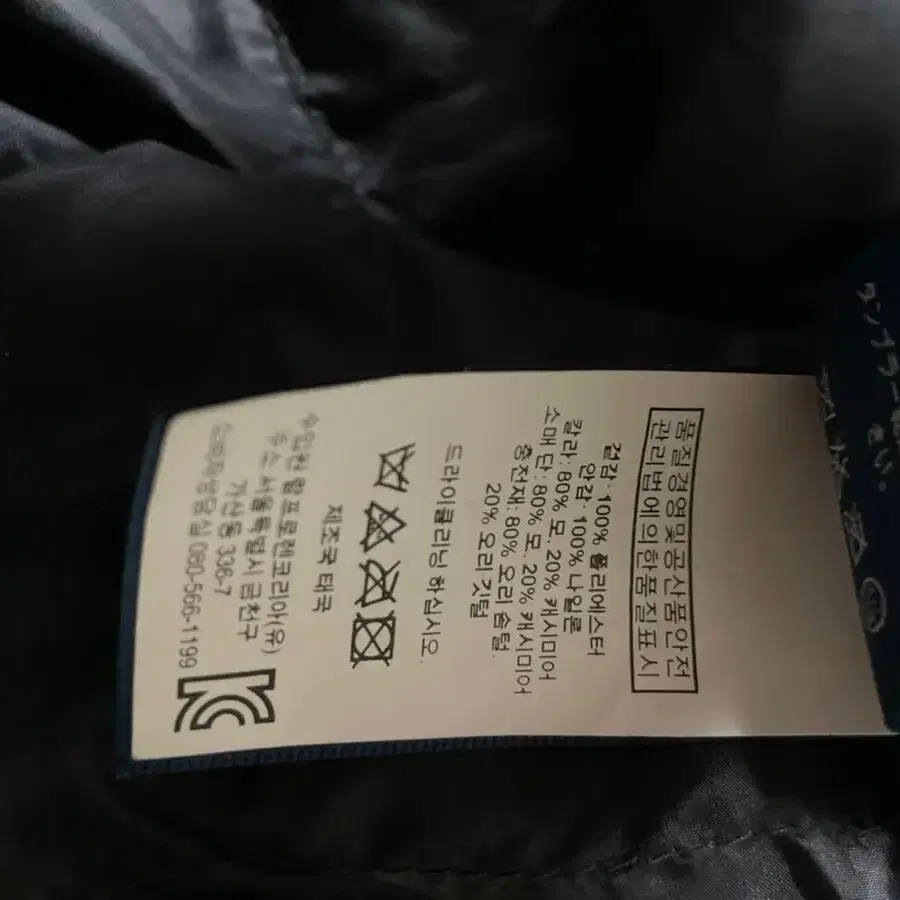 품질경영및공산품안전
관리법에의한품질표시
겉감: 100% 폴리에스터
안감: 100% 나일론
칼라: 80% 모, 20% 캐시미어
소매 단: 80% 모, 20% 캐시미어
충전재: 80% 오리 솜털,
20% 오리 깃털
드라이클리닝 하십시오.
제조국 태국
수입원 랄프로렌코리아(유)
주소 서울특별시 금천구
가산동 336-7
소비자상담실 080-566-1199